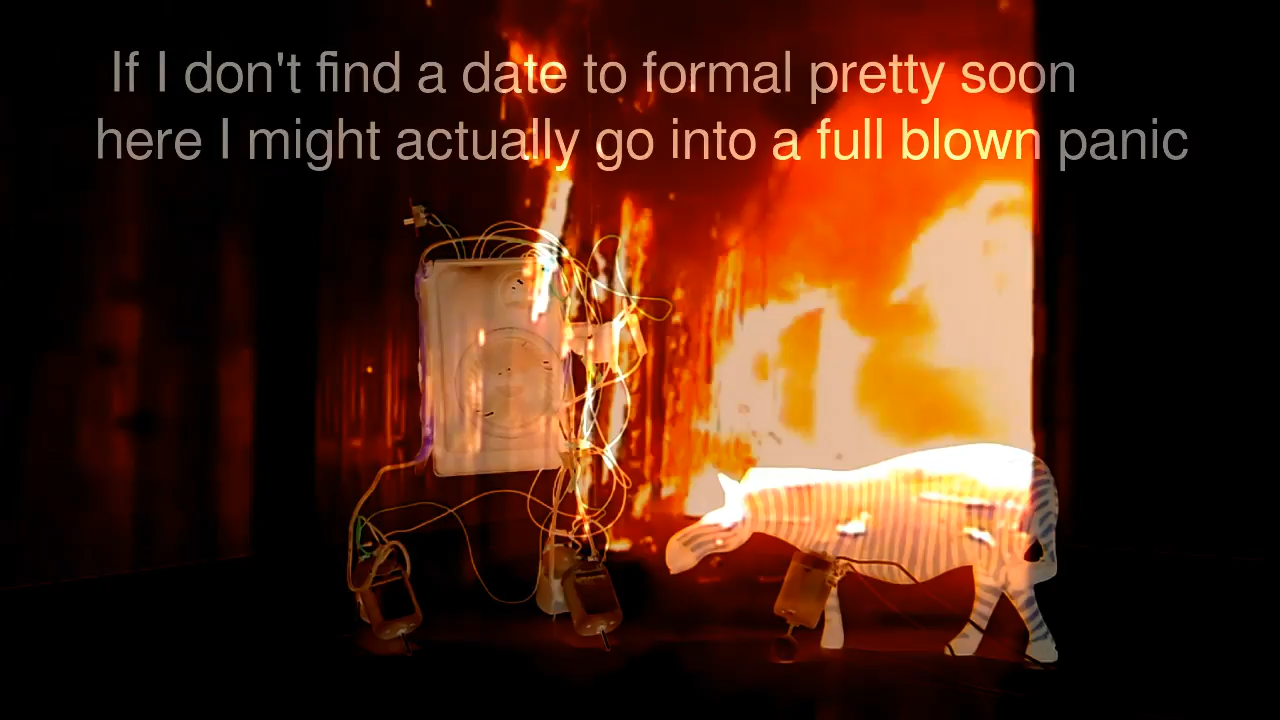 If I don't find a date to formal pretty soon
here I might actually go into a full blown panic